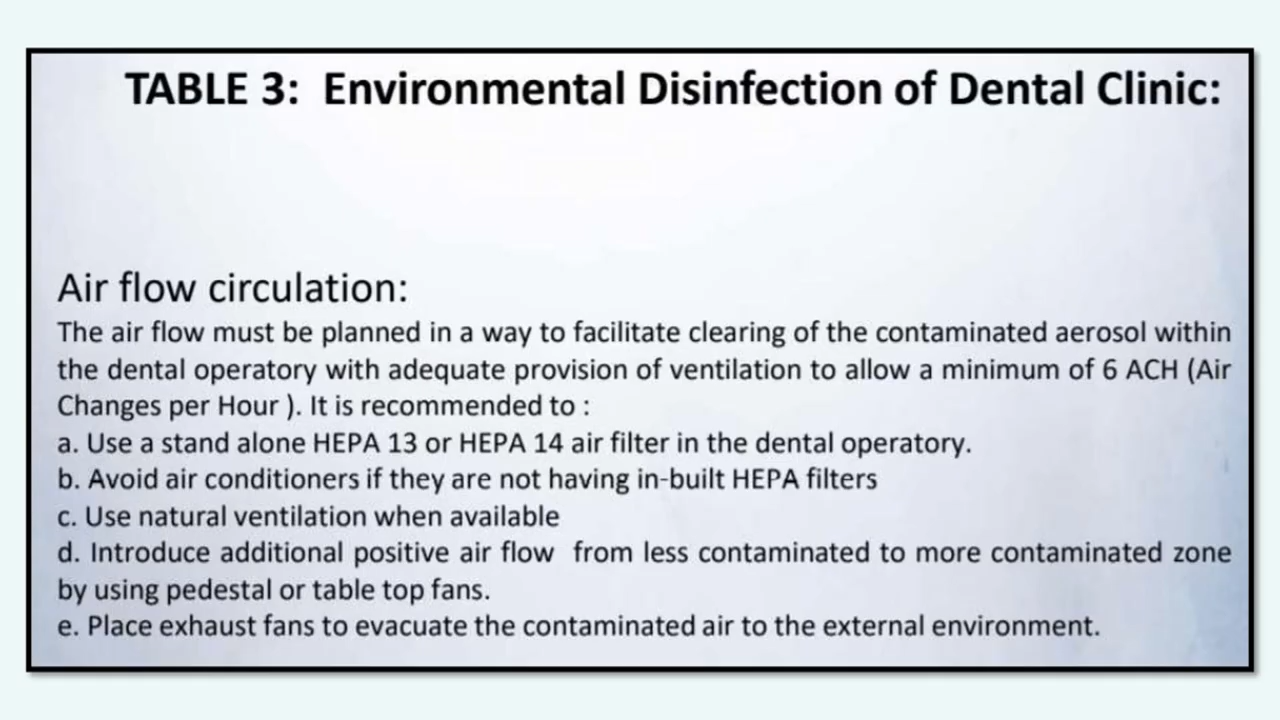 TABLE 3: Environmental Disinfection of Dental Clinic:
Air flow circulation:
The air flow must be planned in a way to facilitate clearing of the contaminated aerosol within
the dental operatory with adequate provision of ventilation to allow a minimum of 6 ACH (Air
Changes per Hour ). It is recommended to :
a. Use a stand alone HEPA 13 or HEPA 14 air filter in the dental operatory.
b. Avoid air conditioners if they are not having in-built HEPA filters
c. Use natural ventilation when available
d. Introduce additional positive air flow from less contaminated to more contaminated zone
by using pedestal or table top fans.
e. Place exhaust fans to evacuate the contaminated air to the external environment.